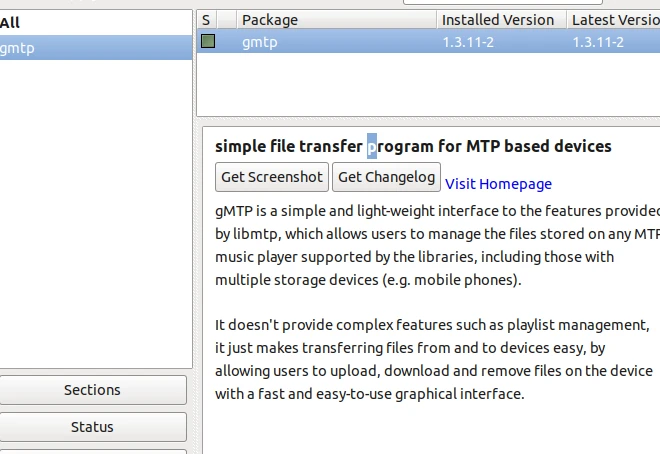 All
gmtp
S Package Installed Version Latest Versio
gmtp 1.3.11-2 1.3.11-2
simple file transfer program for MTP based devices
Get Screenshot Get Changelog Visit Homepage
gMTP is a simple and light-weight interface to the features provided
by libmtp, which allows users to manage the files stored on any MTP
music player supported by the libraries, including those with
multiple storage devices (e.g. mobile phones).
It doesn't provide complex features such as playlist management,
it just makes transferring files from and to devices easy, by
allowing users to upload, download and remove files on the device
with a fast and easy-to-use graphical interface.
Sections
Status